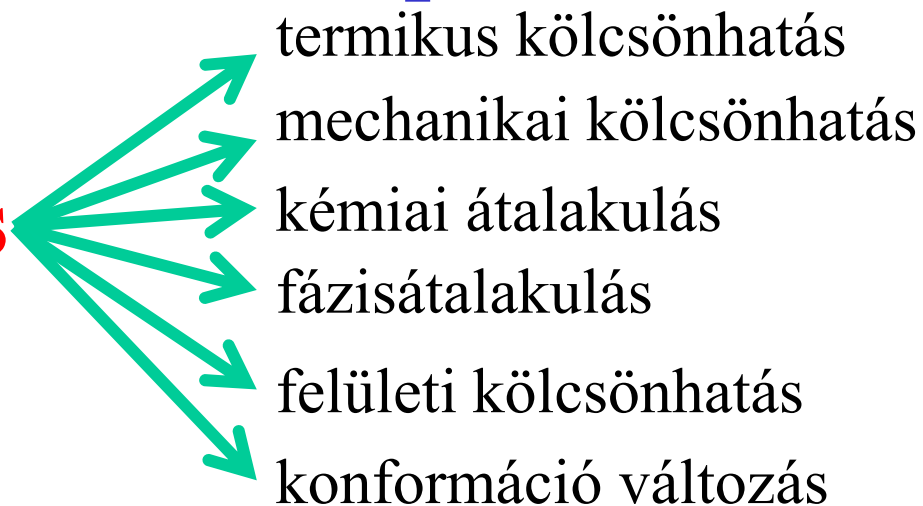 termikus kölcsönhatás
mechanikai kölcsönhatás
kémiai átalakulás
fázisátalakulás
felületi kölcsönhatás
konformáció változás